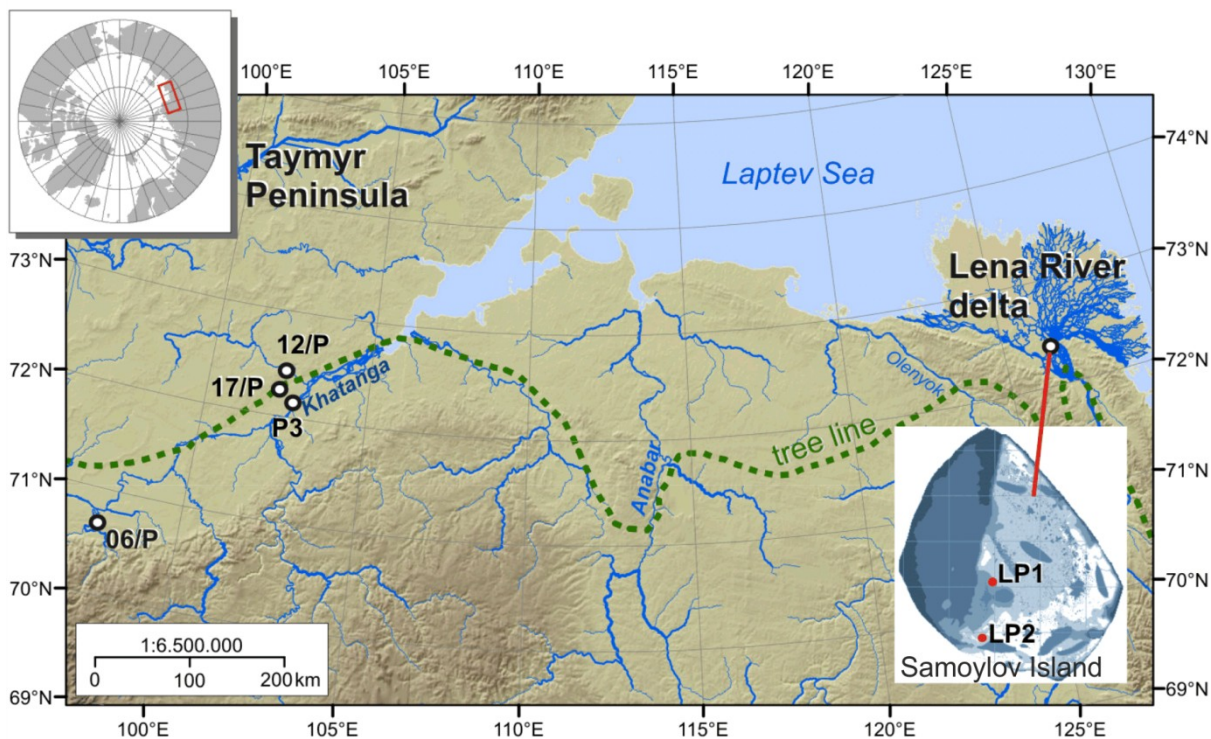 100°E 105°E 110°E 115°E 120°E 125°E 130°E
74°N
Taymyr
Peninsula
Laptev Sea
73°N
73°N
Lena River
delta
72°N
72°N
12/P
17/P
Khatanga
P3
Olenyok
tree line
71°N
71°N
Anabar
06/P
70°N
70°N
LP1
LP2
Samoylov Island
1:6.500.000
0 100 200 km
69°N
69°N
100°E 105°E 110°E 115°E 120°E 125°E